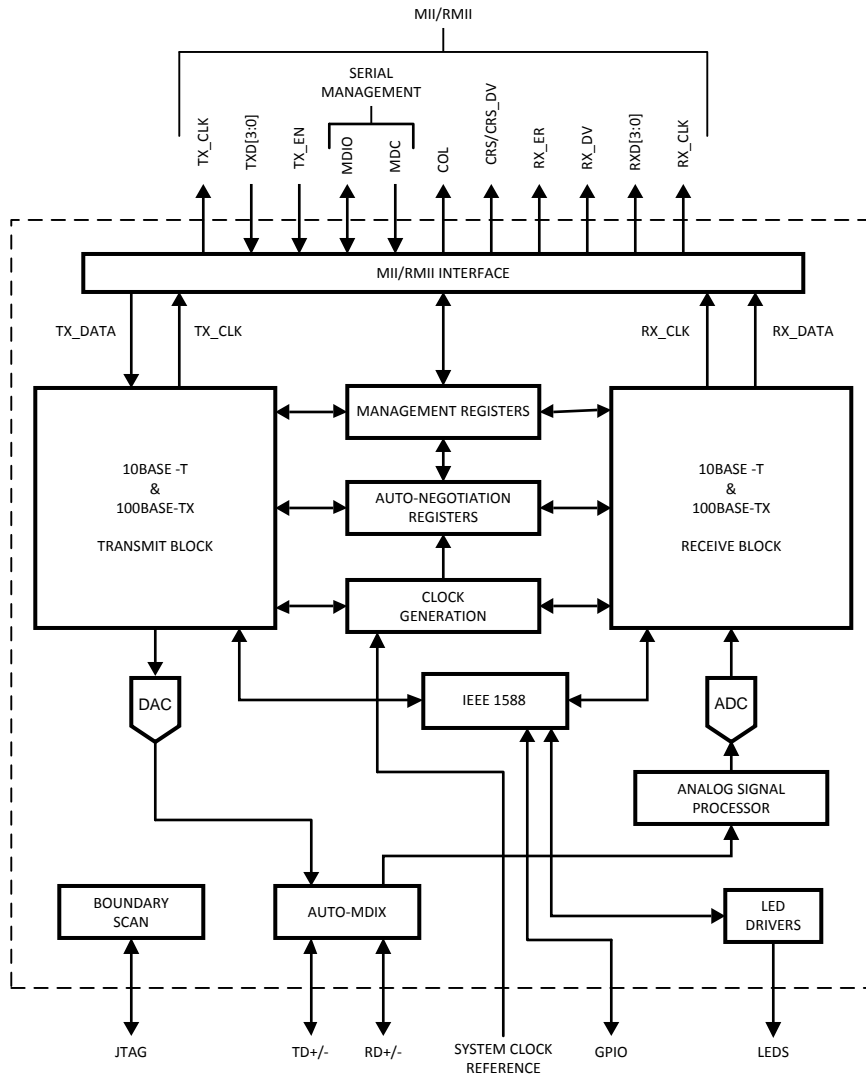 MII/RMII
SERIAL
MANAGEMENT
TX_CLK
TXD[3:0]
TX_EN
MDIO
MDC
COL
CRS/CRS_DV
RX_ER
RX_DV
RXD[3:0]
RX_CLK
MII/RMII INTERFACE
TX_DATA
TX_CLK
RX_CLK
RX_DATA
10BASE -T
&
100BASE-TX
TRANSMIT BLOCK
MANAGEMENT REGISTERS
AUTO-NEGOTIATION
REGISTERS
CLOCK
GENERATION
10BASE -T
&
100BASE-TX
RECEIVE BLOCK
DAC
IEEE 1588
ADC
ANALOG SIGNAL
PROCESSOR
BOUNDARY
SCAN
AUTO-MDIX
LED
DRIVERS
JTAG
TD+/-
RD+/-
SYSTEM CLOCK
REFERENCE
GPIO
LEDS